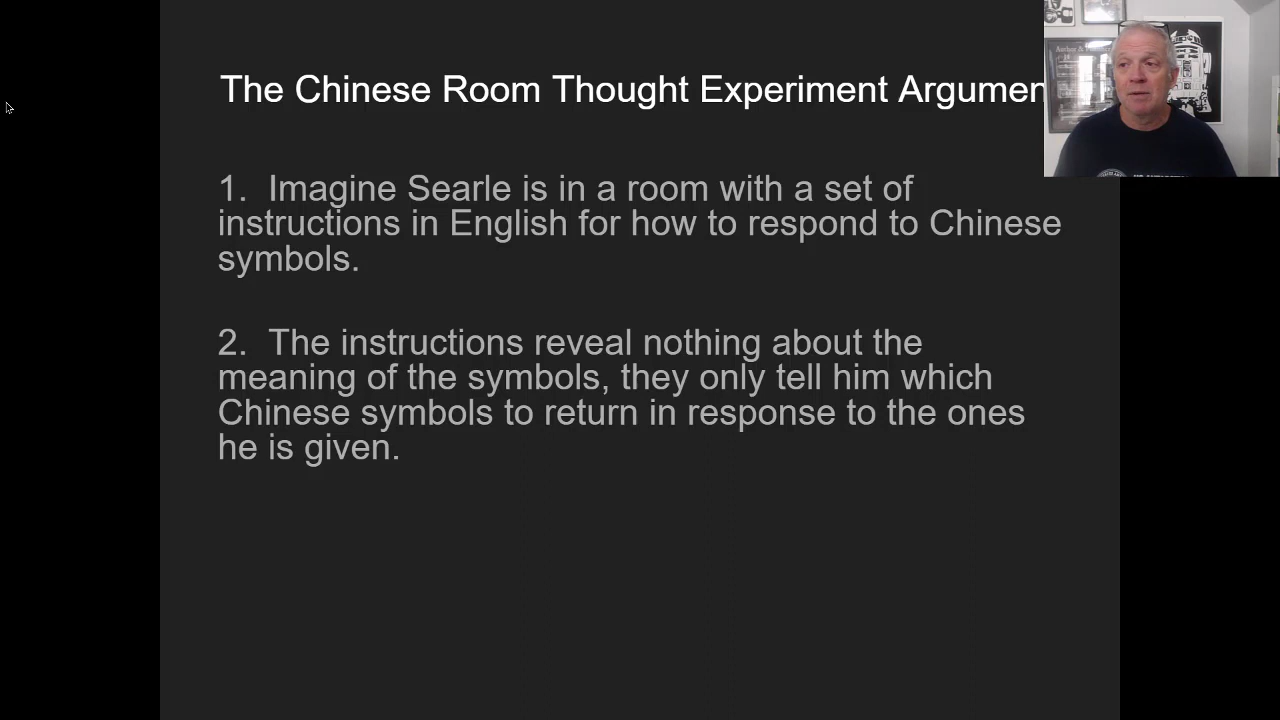 The Chinese Room Thought Experiment Argumen
1. Imagine Searle is in a room with a set of
instructions in English for how to respond to Chinese
symbols.
2. The instructions reveal nothing about the
meaning of the symbols, they only tell him which
Chinese symbols to return in response to the ones
he is given.